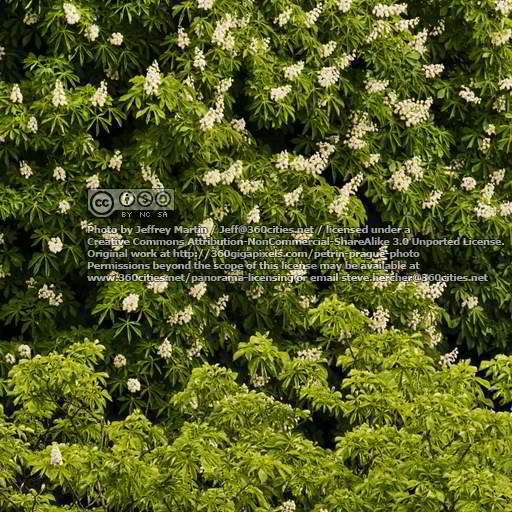 cc
BY NC SA
Photo by Jeffrey Martin / Jeff@360cities.net / licensed under a
Creative Commons Attribution-NonCommercial-ShareAlike 3.0 Unported License.
Original work at http://360gigapixels.com/petrin-prague-photo
Permissions beyond the scope of this license may be available at
www.360cities.net/panorama-licensing or email steve.hercher@360cities.net